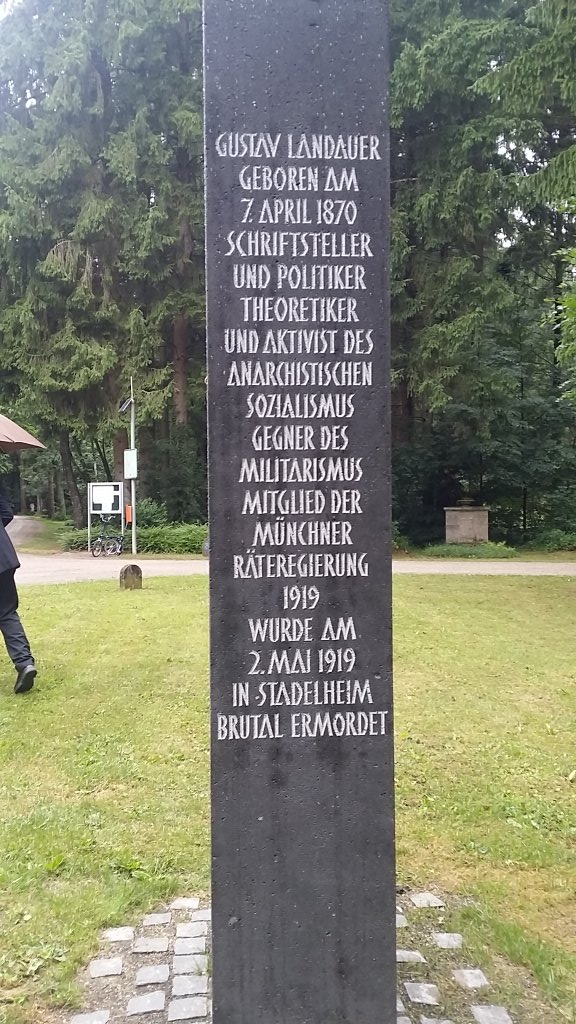 GUSTAV LANDAUER
GEBOREN AM
7. APRIL 1870
SCHRIFTSTELLER
UND POLITIKER
THEORETIKER
UND AKTIVIST DES
ANARCHISTISCHEN
SOZIALISMUS
GEGNER DES
MILITARISMUS
MITGLIED DER
MÜNCHNER
RÄTEREGIERUNG
1919
WURDE AM
2. MAI 1919
IN STADELHEIM
BRUTAL ERMORDET